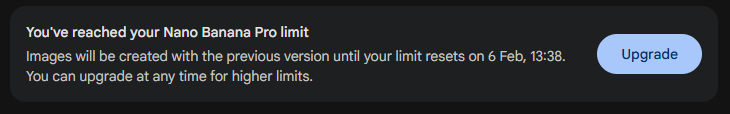 You've reached your Nano Banana Pro limit
Images will be created with the previous version until your limit resets on 6 Feb, 13:38.
You can upgrade at any time for higher limits.
Upgrade